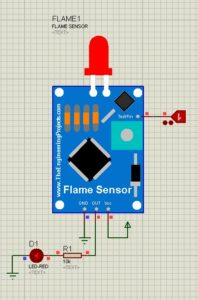 FLAME1
FLAME SENSOR
<TEXT>
TestPin
www.TheEngineeringProjects.com
Flame Sensor
GND OUT Vcc
D1
LED-RED
<TEXT>
R1
10k
<TEXT>